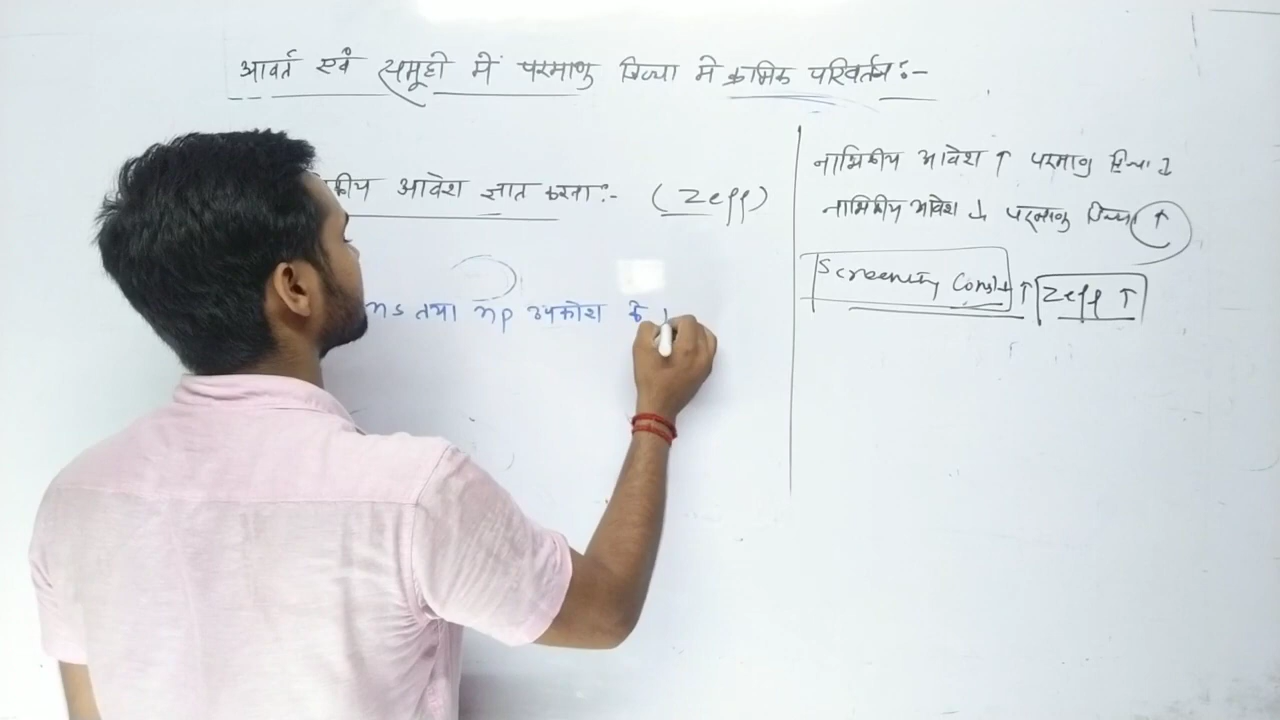 आवर्त एवं समूहो में परमाणु त्रिज्या मे क्रमिक परिवर्तन :-
कीय आवेश ज्ञात करना :- (Zeff)
ns तथा np उपकोश के
नाभिकीय आवेश ↑ परमाणु त्रिज्या ↓
नाभिकीय आवेश ↓ परमाणु त्रिज्या ↑
Screenity Const ↑ Zeff ↑